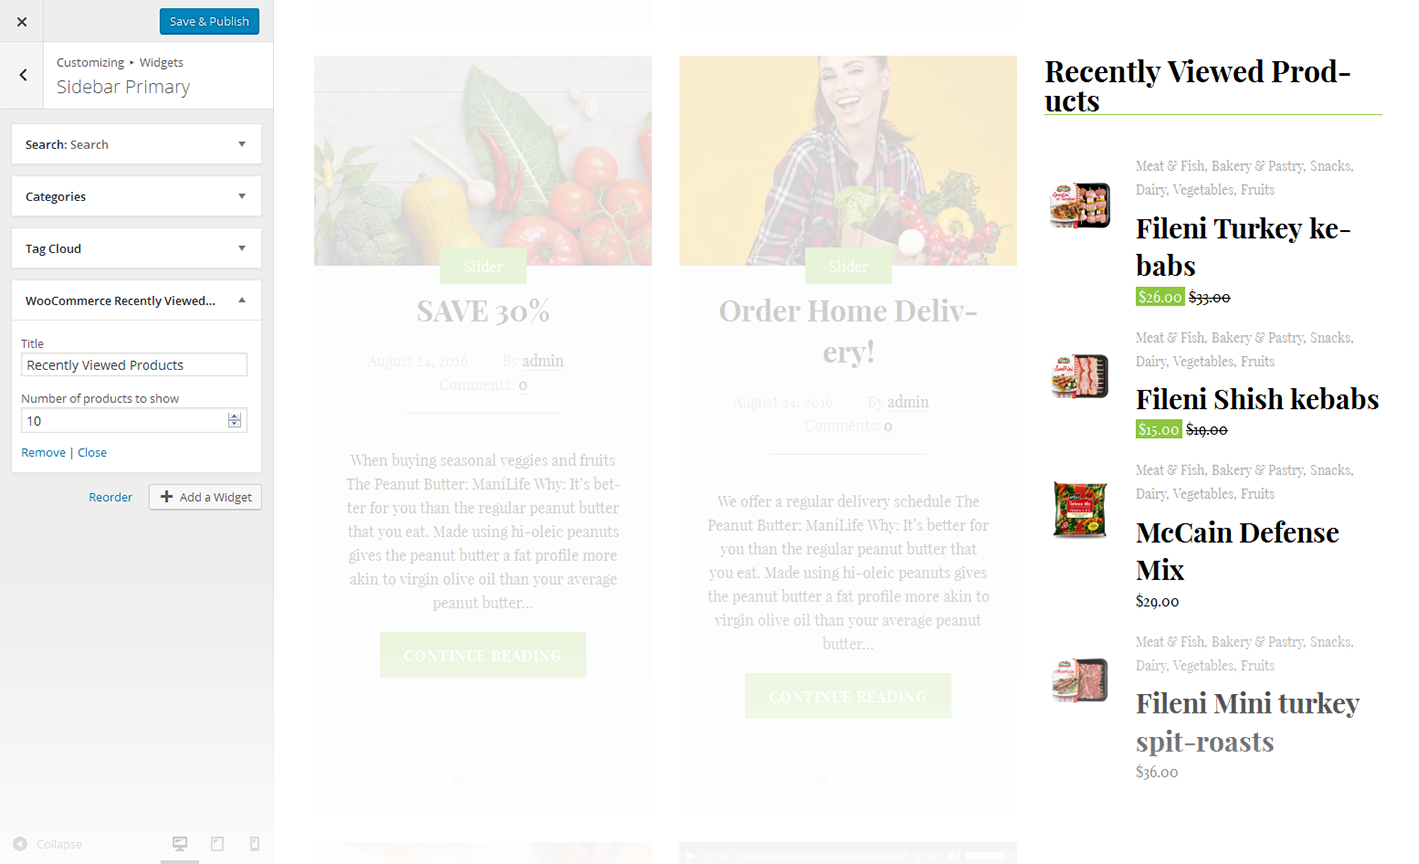 Save & Publish
Customizing ▸ Widgets
Sidebar Primary
Search: Search
Categories
Tag Cloud
WooCommerce Recently Viewed...
Title
Recently Viewed Products
Number of products to show
10
Remove | Close
Reorder
Add a Widget
Collapse
Slider
SAVE 30%
August 24, 2016
By admin
Comments: 0
When buying seasonal veggies and fruits
The Peanut Butter: ManíLife Why: It's bet-
ter for you than the regular peanut butter
that you eat. Made using hi-oleic peanuts
gives the peanut butter a fat profile more
akin to virgin olive oil than your average
peanut butter...
CONTINUE READING
Slider
Order Home Deliv-
ery!
August 24, 2016
By admin
Comments: 0
We offer a regular delivery schedule The
Peanut Butter: ManíLife Why: It's better for
you than the regular peanut butter that
you eat. Made using hi-oleic peanuts gives
the peanut butter a fat profile more akin to
virgin olive oil than your average peanut
butter...
CONTINUE READING
Recently Viewed Prod-
ucts
Meat & Fish, Bakery & Pastry, Snacks,
Dairy, Vegetables, Fruits
Fileni Turkey ke-
babs
$26.00 $33.00
Meat & Fish, Bakery & Pastry, Snacks,
Dairy, Vegetables, Fruits
Fileni Shish kebabs
$15.00 $19.00
Meat & Fish, Bakery & Pastry, Snacks,
Dairy, Vegetables, Fruits
McCain Defense
Mix
$29.00
Meat & Fish, Bakery & Pastry, Snacks,
Dairy, Vegetables, Fruits
Fileni Mini turkey
spit-roasts
$36.00